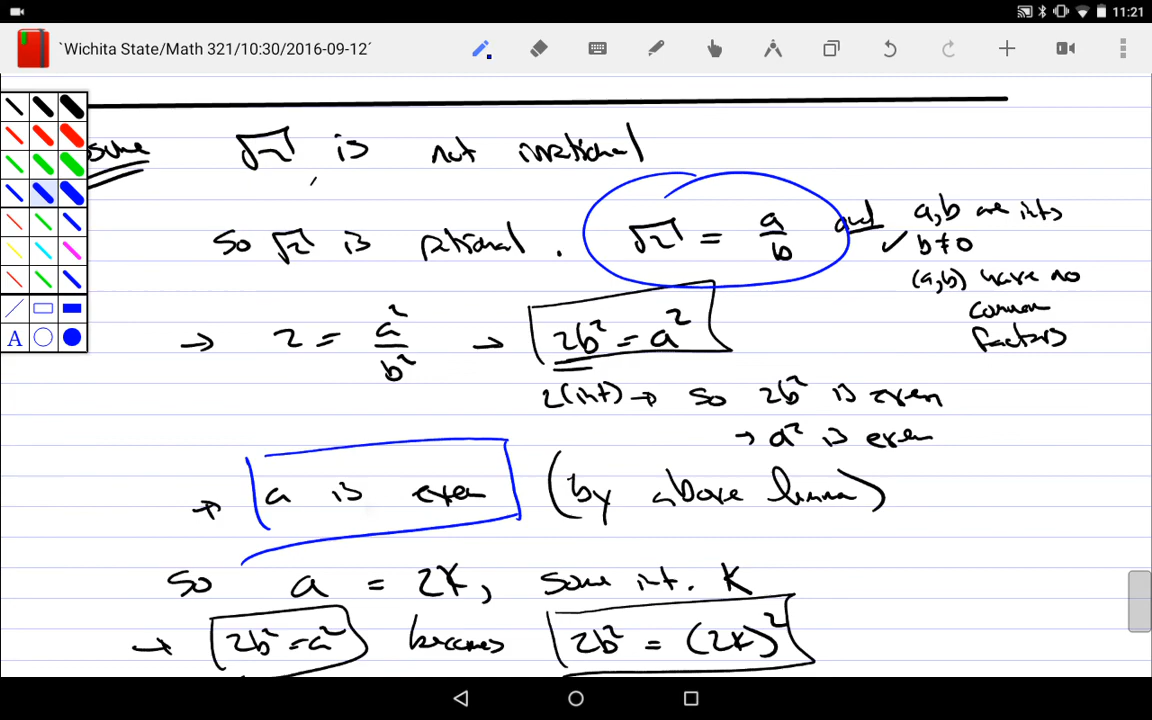 11:21
`Wichita State/Math 321/10:30/2016-09-12´
A
sume √2 is not irrational
So √2 is rational. √2 = a/b and a,b are ints
✓ b≠0
(a,b) have no
common
factors
→ 2 = a²/b² → 2b² = a²
2(int) → so 2b² is even
→ a² is even
→ a is even (by above lemma)
So a = 2K, some int. K
→ 2b² = a² becomes 2b² = (2K)²